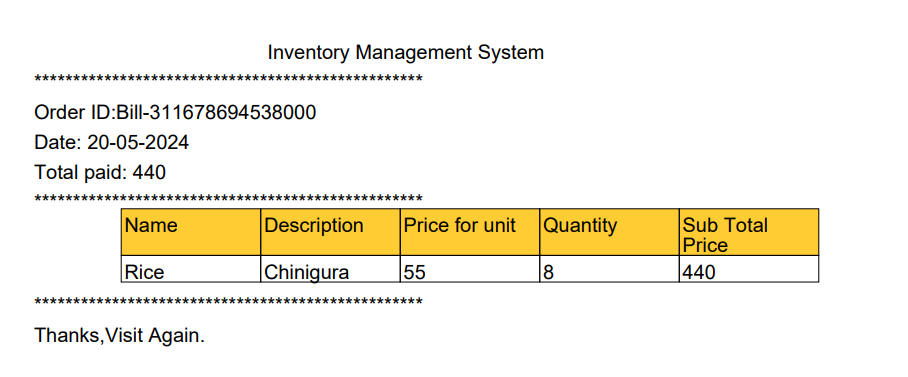 Inventory Management System
**************************************************
Order ID:Bill-311678694538000
Date: 20-05-2024
Total paid: 440
**************************************************
Name Description Price for unit Quantity Sub Total Price
Rice Chinigura 55 8 440
**************************************************
Thanks,Visit Again.